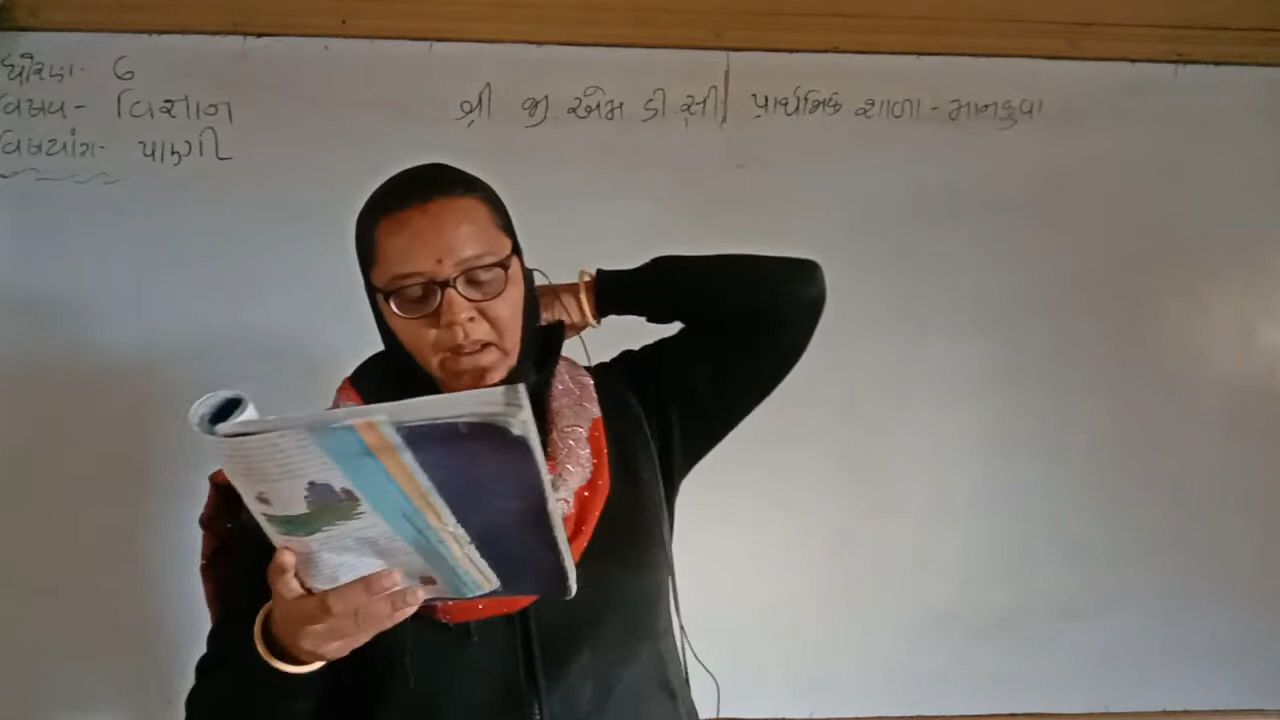 ધોરણ- 6
વિષય- વિજ્ઞાન
વિષયાંગ- પાણી
શ્રી જી.એમ.ડી.સી. પ્રાથમિક શાળા - માનકુવા